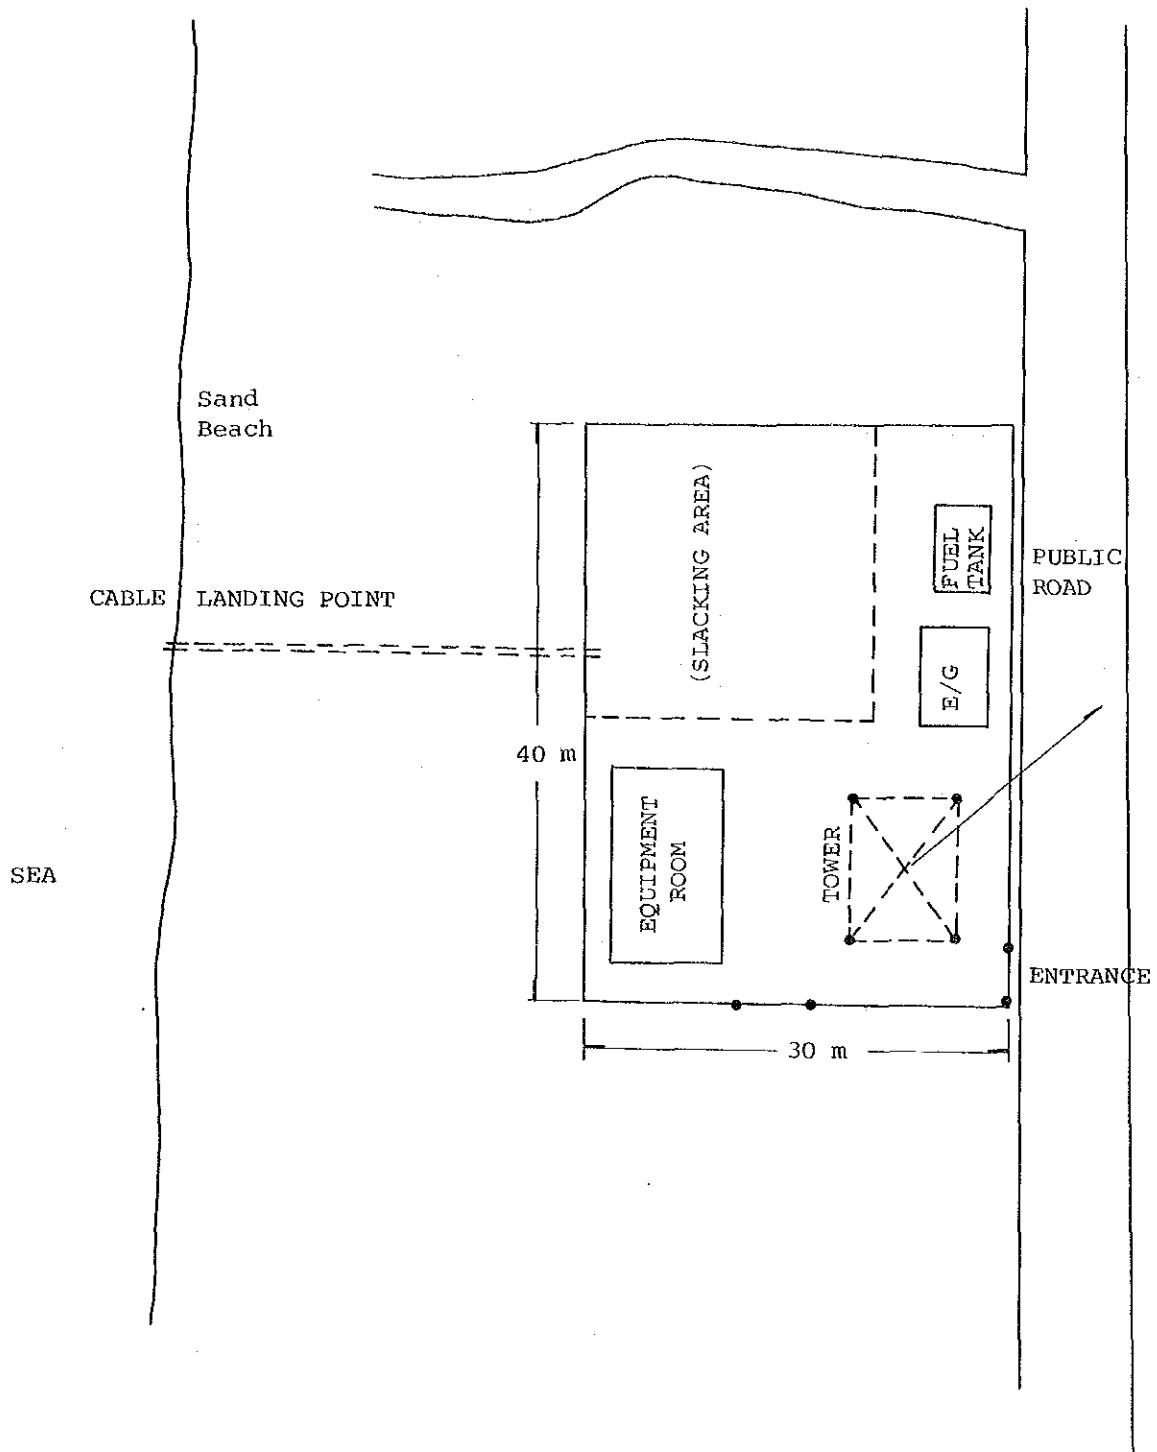 Sand
Beach
(SLACKING AREA)
FUEL
TANK
PUBLIC
ROAD
CABLE LANDING POINT
E/G
40 m
EQUIPMENT
ROOM
TOWER
SEA
ENTRANCE
30 m